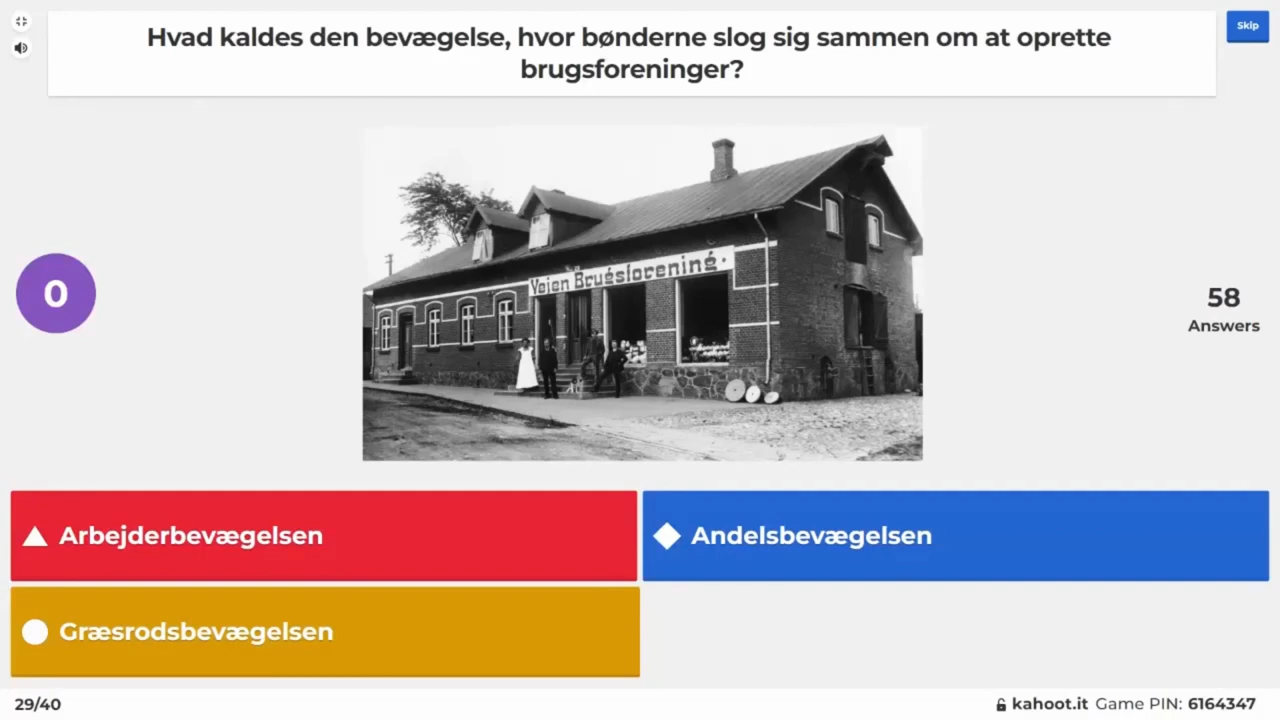 Hvad kaldes den bevægelse, hvor bønderne slog sig sammen om at oprette
brugsforeninger?
Skip
Vejen Brugsforening.
0
58
Answers
Arbejderbevægelsen
Andelsbevægelsen
Græsrodsbevægelsen
29/40
kahoot.it Game PIN: 6164347